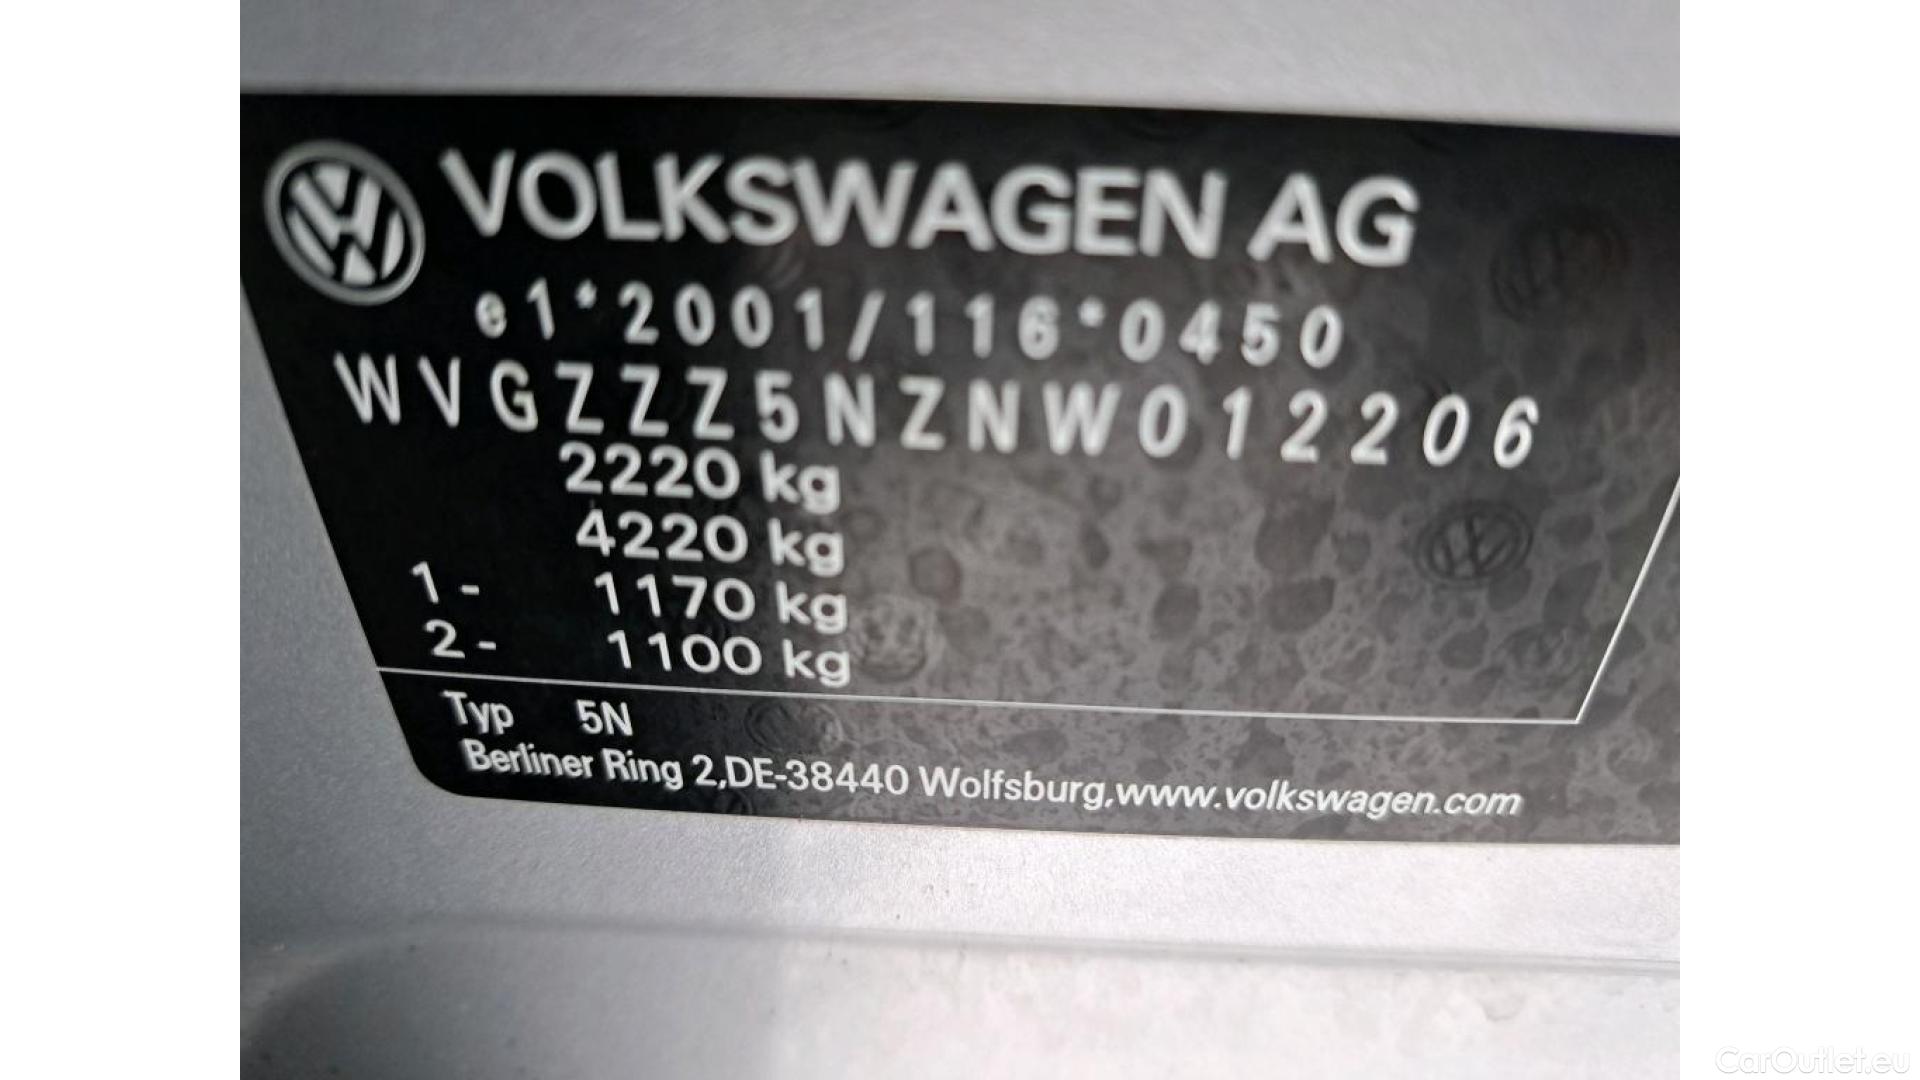 VOLKSWAGEN AG
e1*2001/116*0450
WVGZZZ5NZNW012206
2220 kg
4220 kg
1- 1170 kg
2- 1100 kg
Typ 5N
Berliner Ring 2,DE-38440 Wolfsburg,www.volkswagen.com
CarOutlet.eu